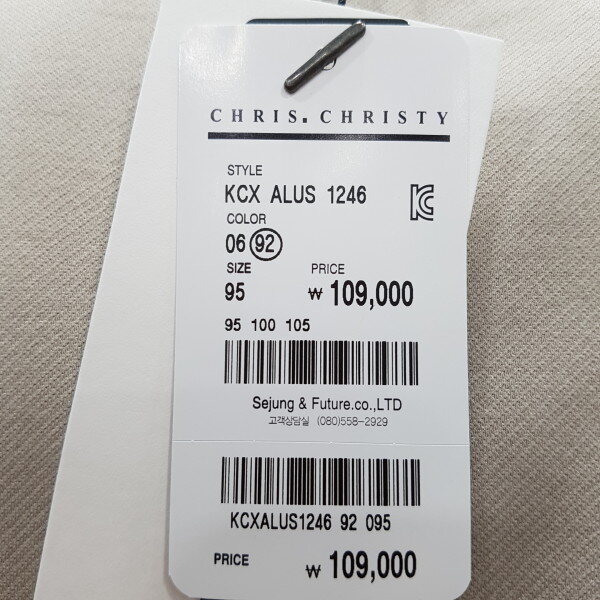 CHRIS.CHRISTY
STYLE
KCX ALUS 1246
COLOR
06 92
SIZE PRICE
95 ₩ 109,000
95 100 105
Sejung & Future.co.,LTD
고객상담실 (080)558-2929
KCXALUS1246 92 095
PRICE ₩ 109,000